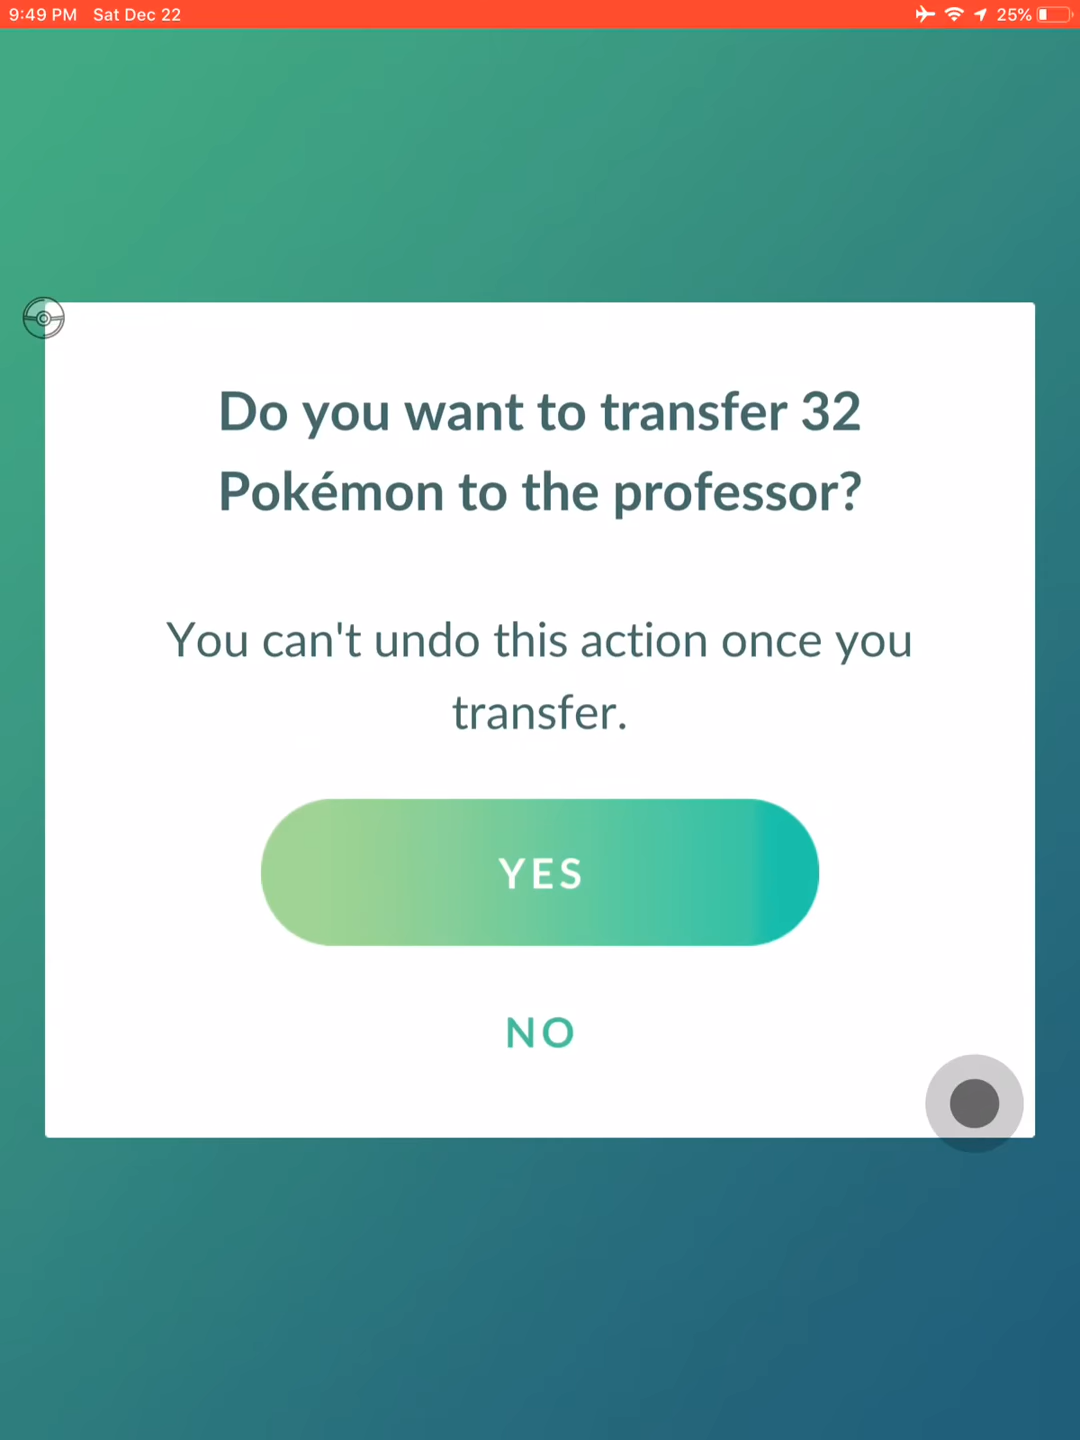 9:49 PM Sat Dec 22 25%
Do you want to transfer 32
Pokémon to the professor?
You can't undo this action once you
transfer.
YES
NO